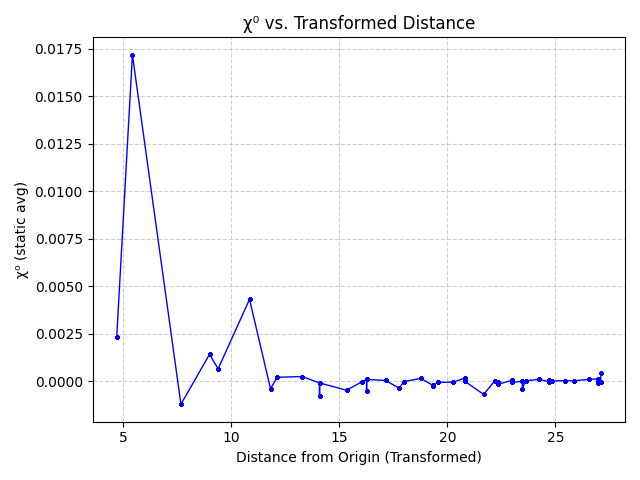 χ⁰ vs. Transformed Distance
0.0175
0.0150
0.0125
0.0100
0.0075
0.0050
0.0025
0.0000
χ⁰ (static avg)
5 10 15 20 25
Distance from Origin (Transformed)